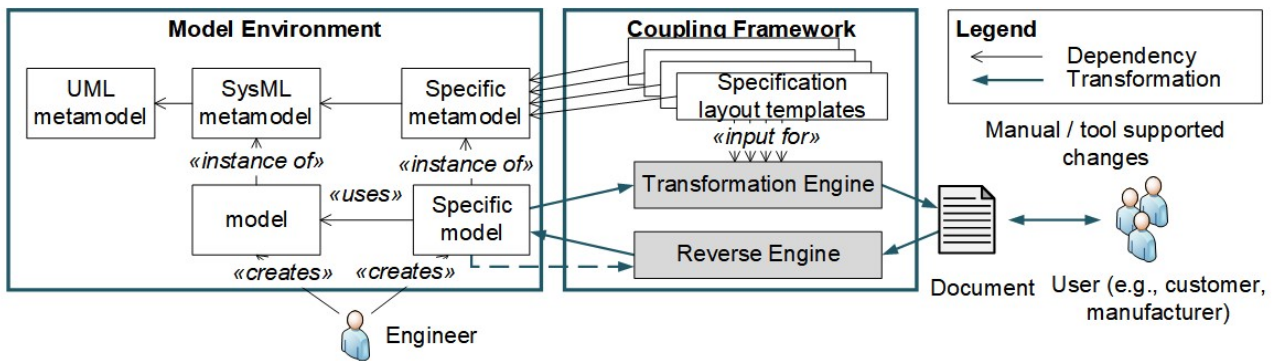 Model Environment
UML
metamodel
SysML
metamodel
Specific
metamodel
«instance of»
«instance of»
model
«uses»
Specific
model
«creates»
«creates»
Engineer
Coupling Framework
Specification
layout templates
«input for»
Transformation Engine
Reverse Engine
Legend
Dependency
Transformation
Manual / tool supported
changes
Document
User (e.g., customer,
manufacturer)